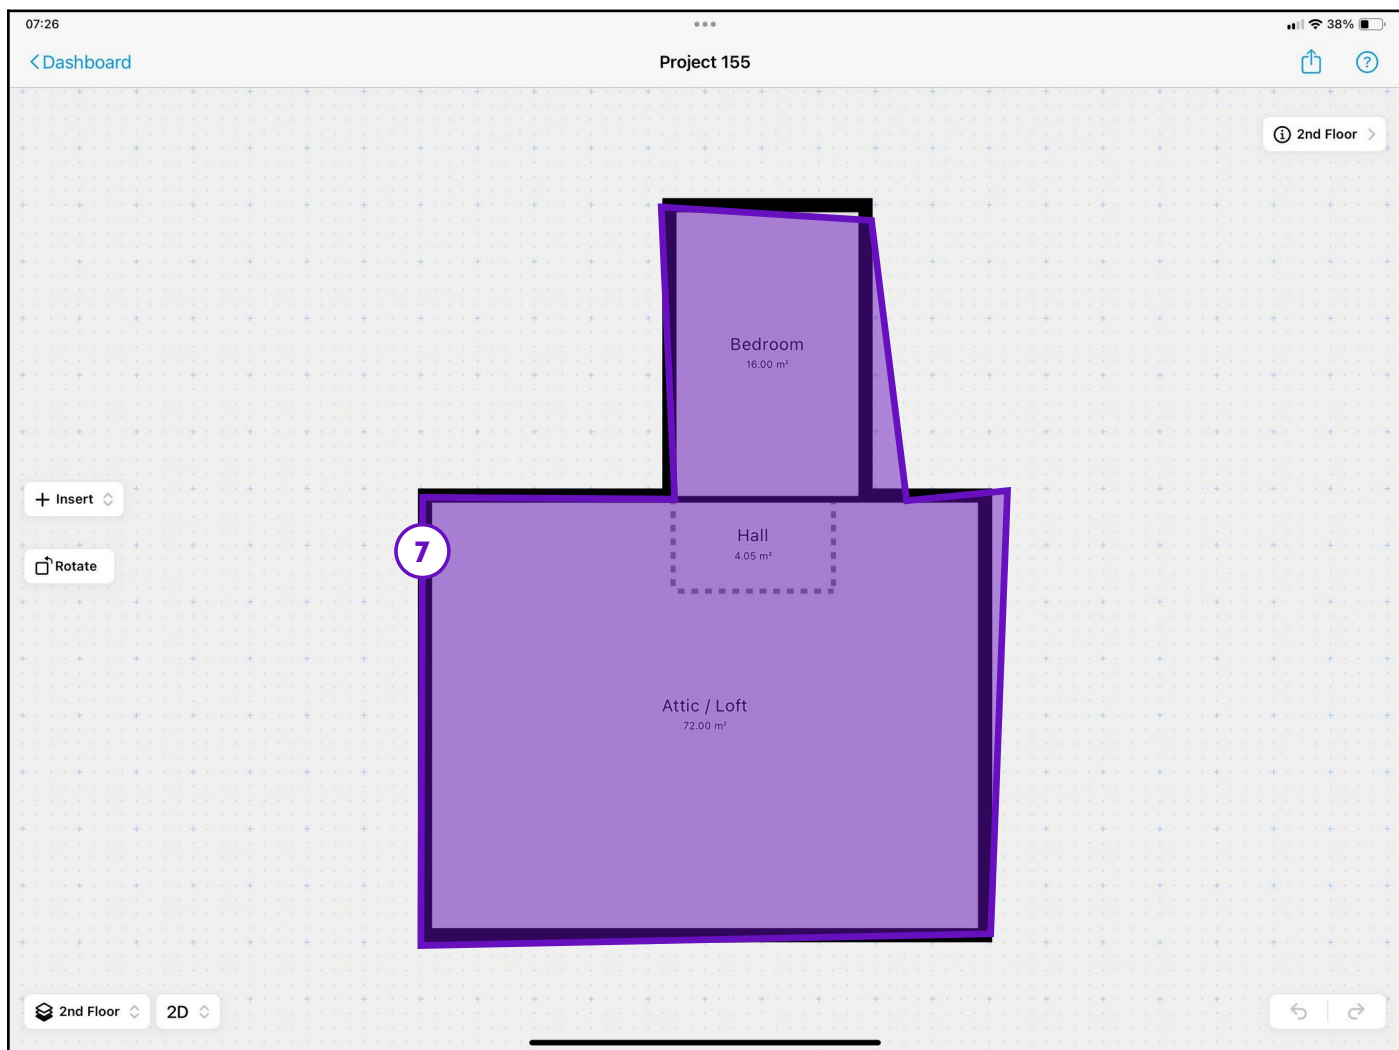 07:26
38%
Dashboard
Project 155
2nd Floor
Bedroom
16.00 m²
Insert
Hall
4.05 m²
7
Rotate
Attic / Loft
72.00 m²
2nd Floor
2D